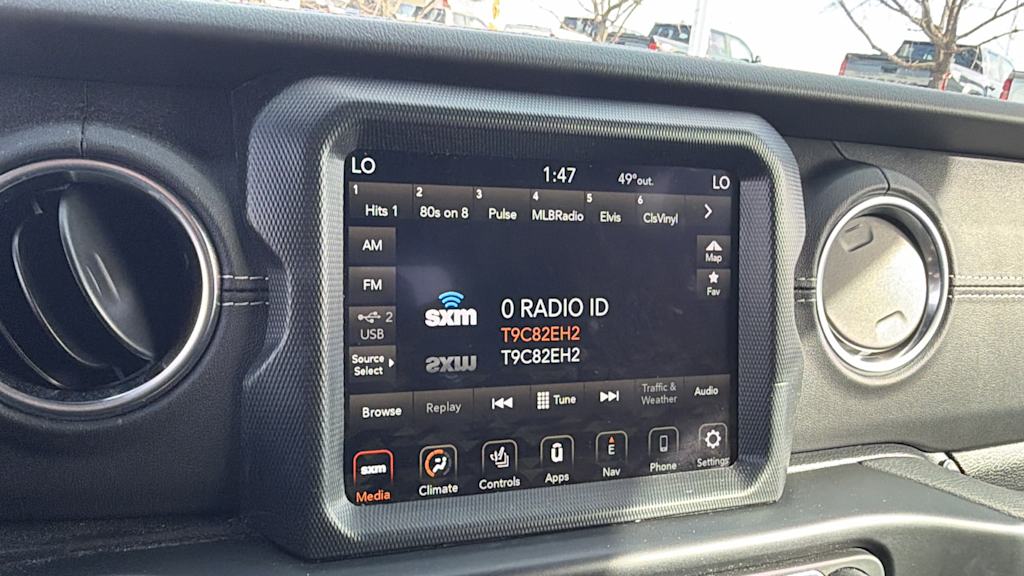 LO 1:47 49° out. LO
1 2 3 4 5 6
Hits 1 80s on 8 Pulse MLBRadio Elvis ClsVinyl
AM
FM
2
USB
Source
Select
Map
Fav
sxm
0 RADIO ID
T9C82EH2
T9C82EH2
Browse Replay Tune Traffic &
Weather Audio
sxm E
Media Climate Controls Apps Nav Phone Settings